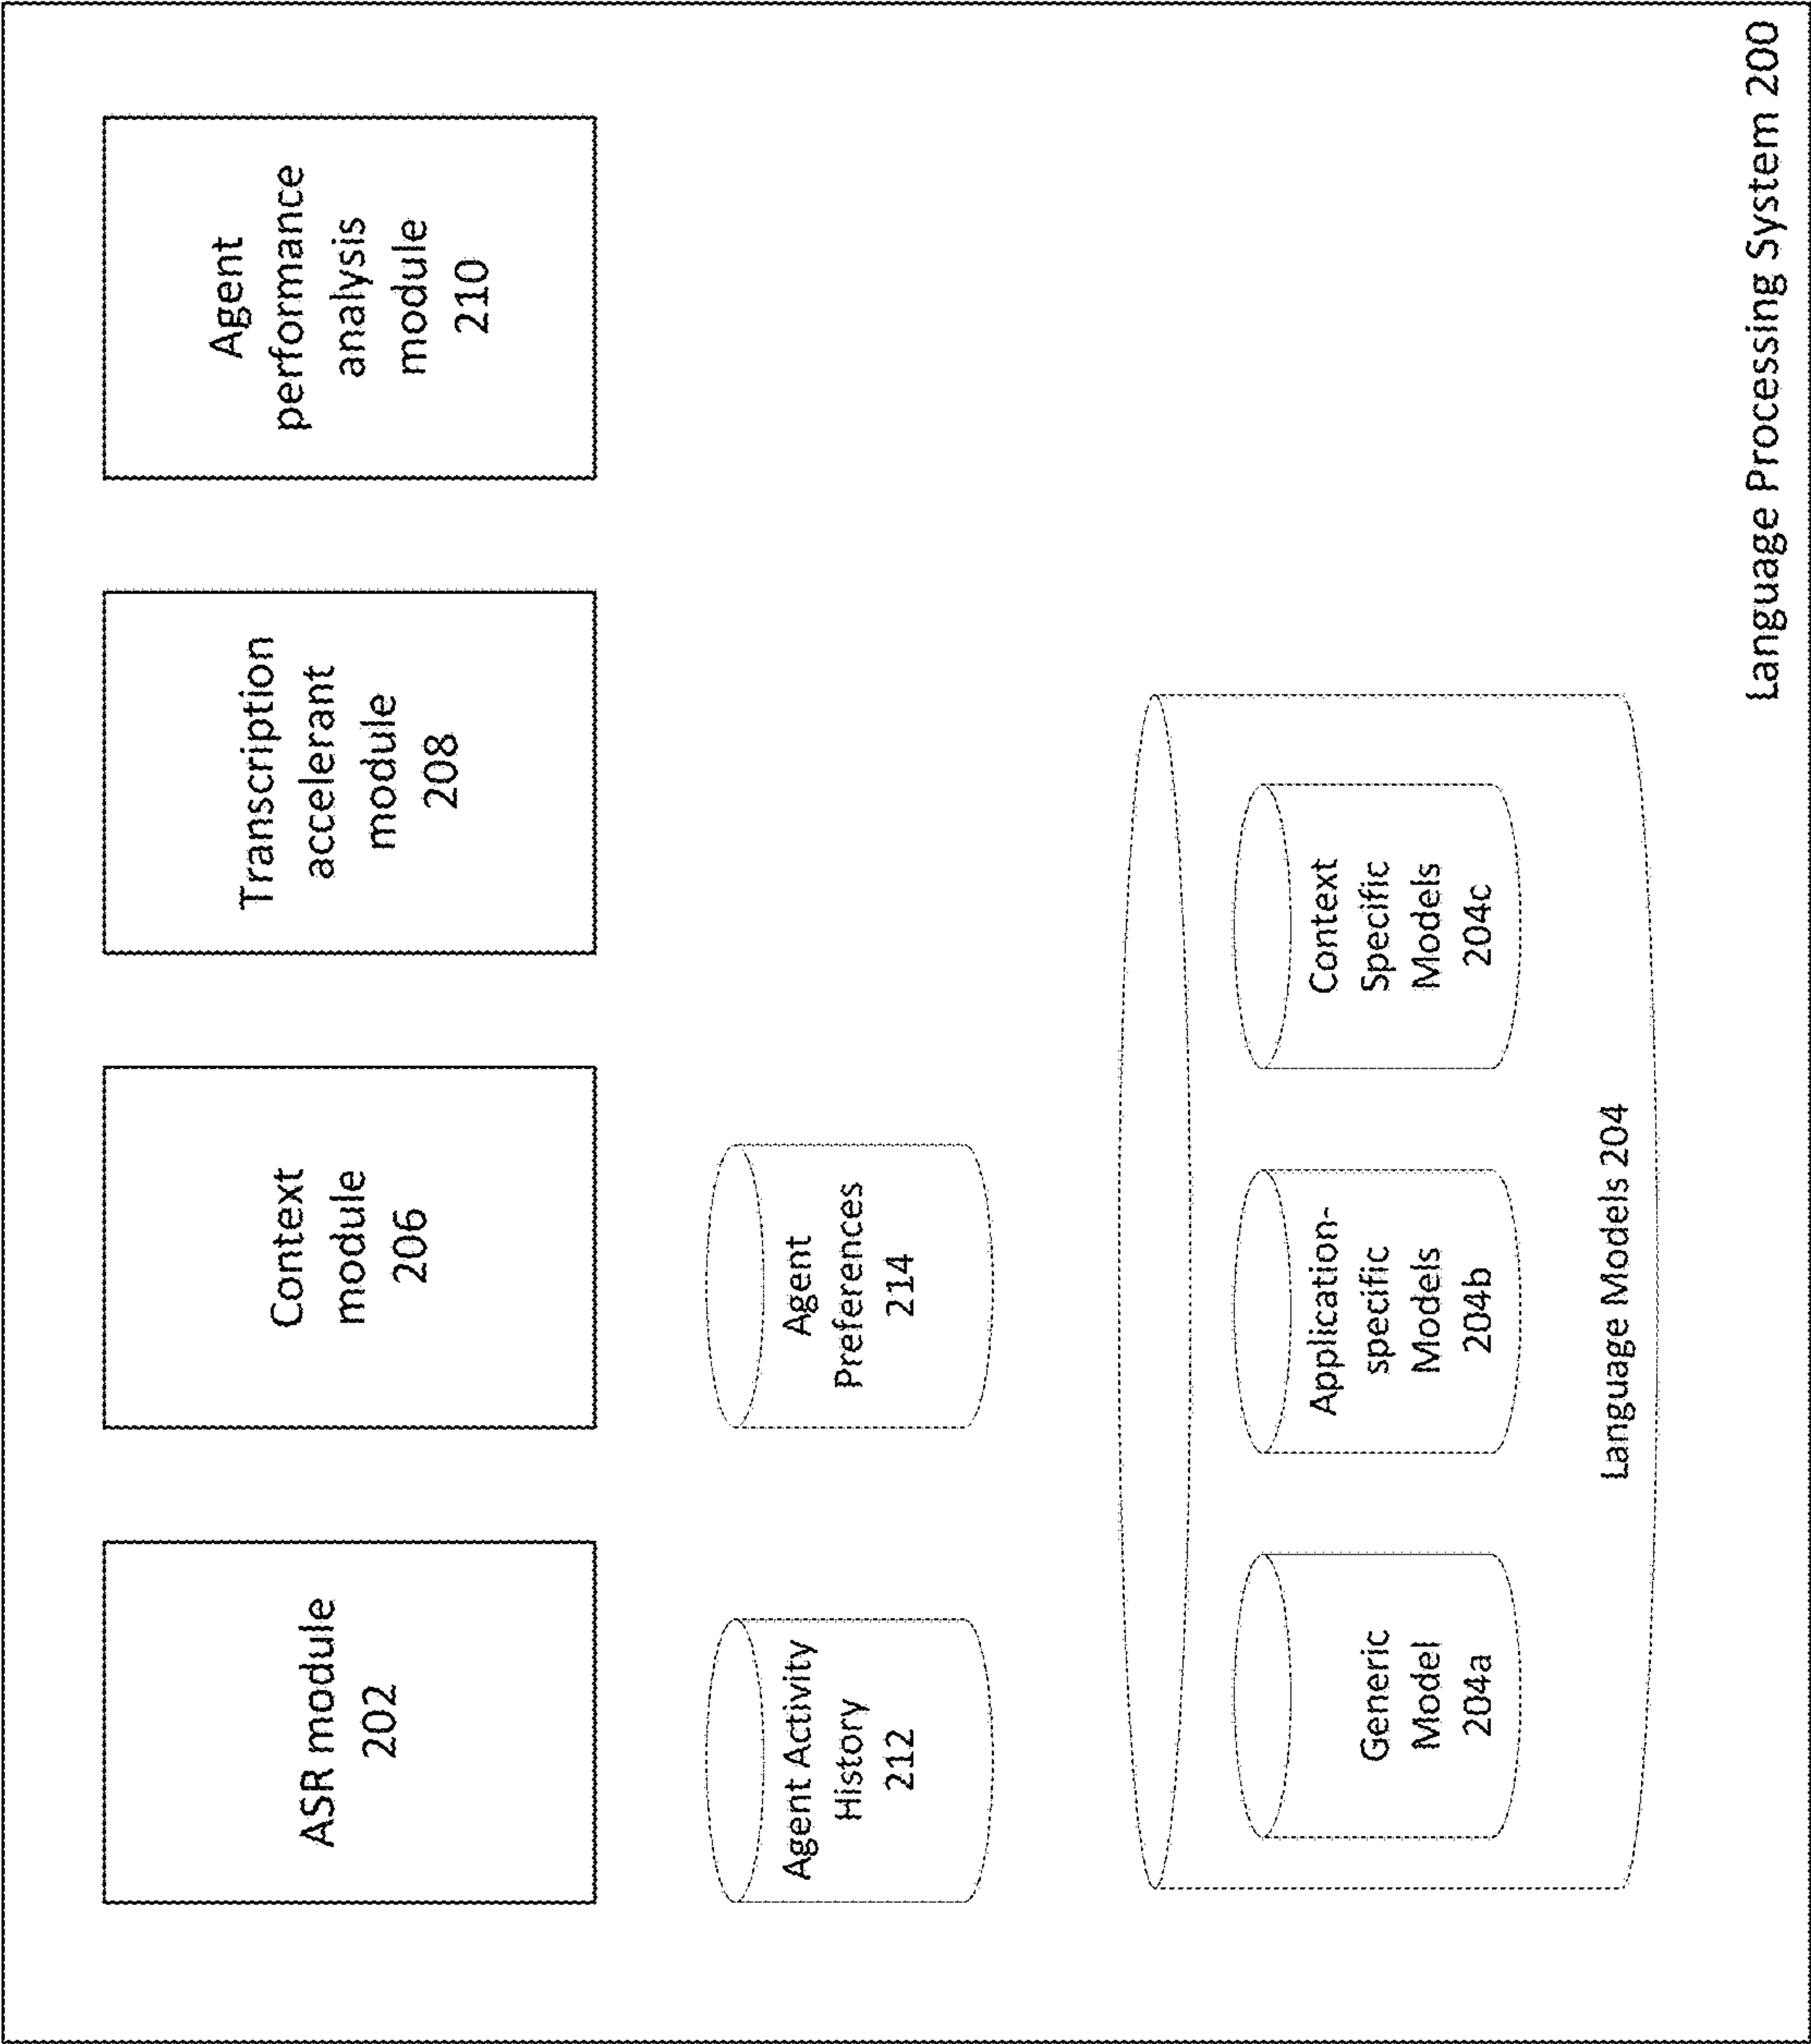 ASR module
202
Context
module
206
Transcription
accelerant
module
208
Agent
performance
analysis
module
210
Agent Activity
History
212
Agent
Preferences
214
Generic
Model
204a
Application-
specific
Models
204b
Context
Specific
Models
204c
Language Models 204
Language Processing System 200